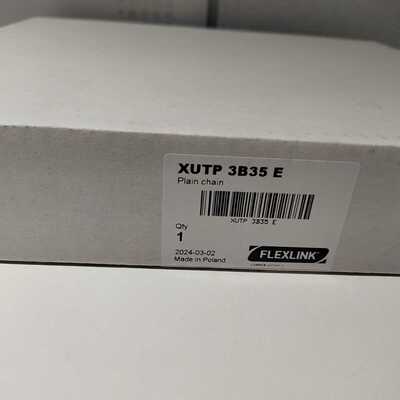 XUTP 3B35 E
Plain chain
XUTP 3B35 E
Qty
1
2024-03-02
Made in Poland
FLEXLINK